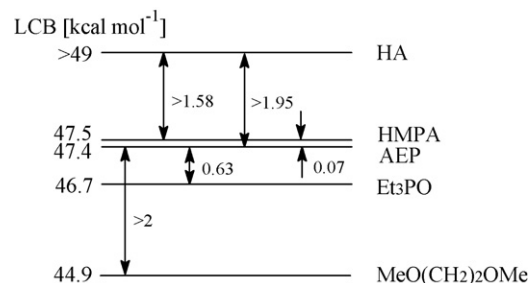 LCB [kcal mol⁻¹]
>49 HA
>1.58 >1.95
47.5 HMPA
47.4 AEP
0.63 0.07
46.7 Et₃PO
>2
44.9 MeO(CH₂)₂OMe